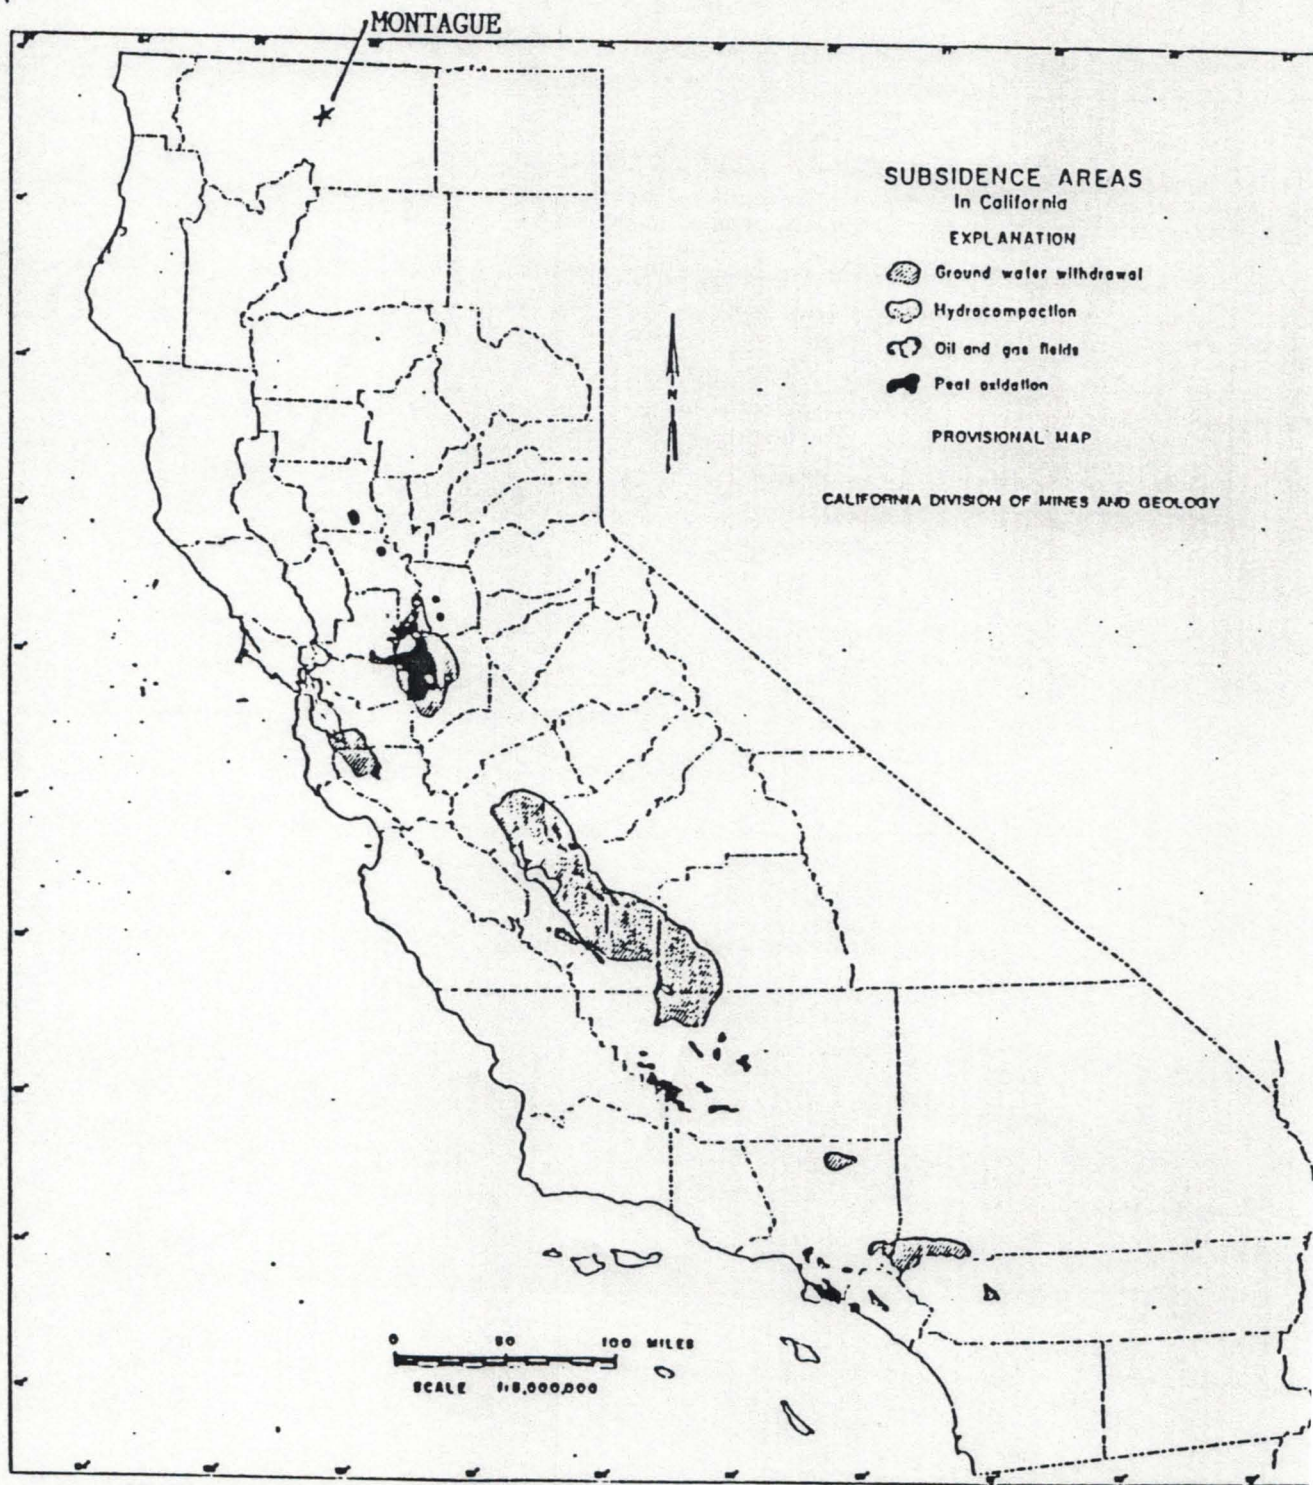 MONTAGUE
SUBSIDENCE AREAS
In California
EXPLANATION
Ground water withdrawal
Hydrocompaction
Oil and gas fields
Peat oxidation
PROVISIONAL MAP
CALIFORNIA DIVISION OF MINES AND GEOLOGY
N
0 50 100 MILES
SCALE